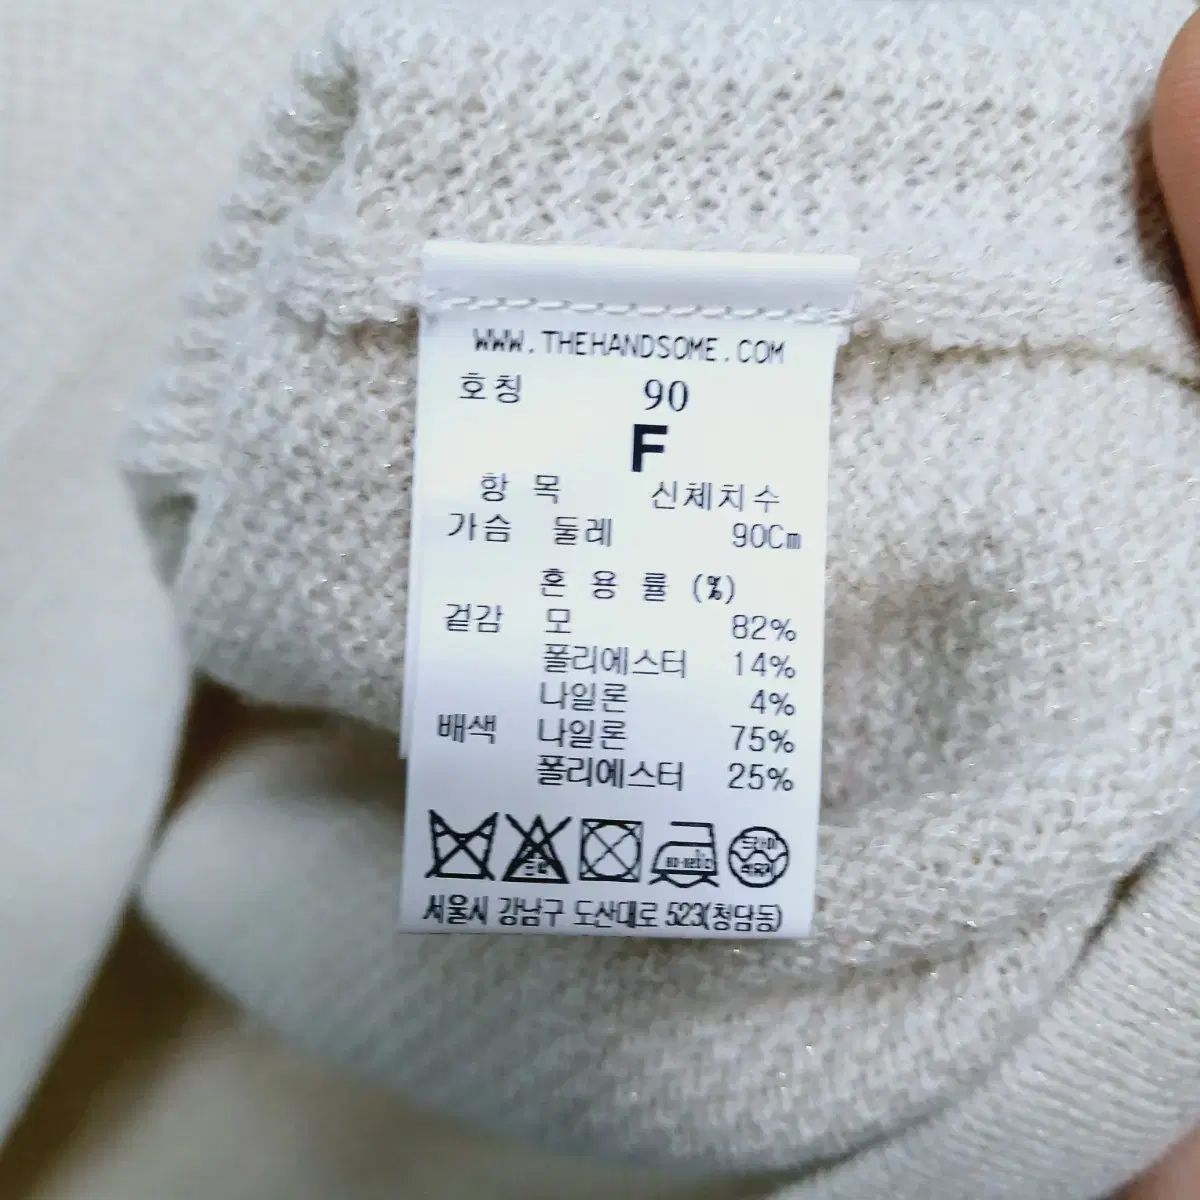 WWW.THEHANDSOME.COM
호칭 90
F
항 목 신체치수
가슴 둘레 90Cm
혼 용 률 (%)
겉감 모 82%
폴리에스터 14%
나일론 4%
배색 나일론 75%
폴리에스터 25%
서울시 강남구 도산대로 523(청담동)